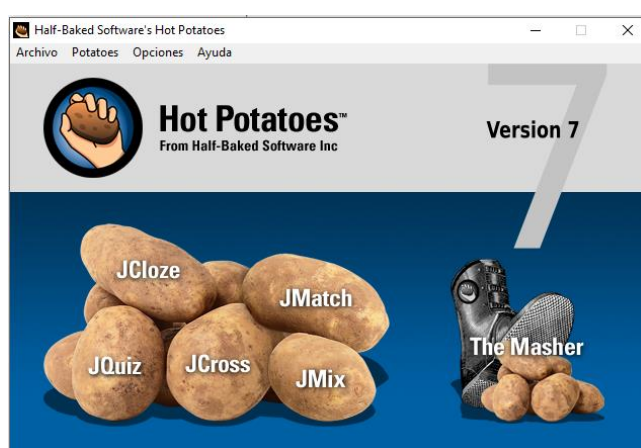 Half-Baked Software's Hot Potatoes
Archivo Potatoes Opciones Ayuda
Hot Potatoes™
From Half-Baked Software Inc
Version 7
7
JCloze
JMatch
JQuiz
JCross
JMix
The Masher